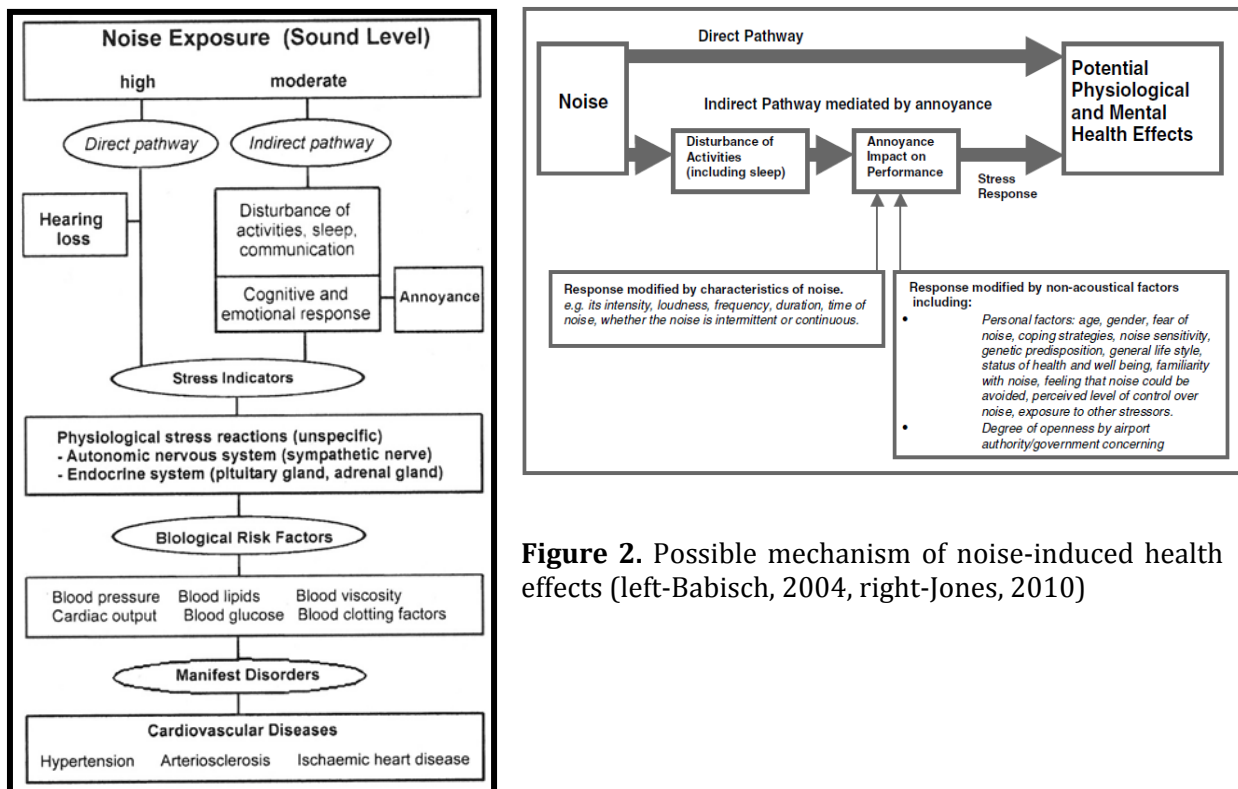 Noise Exposure (Sound Level)
high moderate
Direct pathway Indirect pathway
Hearing
loss
Disturbance of
activities, sleep,
communication
Cognitive and
emotional response
Annoyance
Stress Indicators
Physiological stress reactions (unspecific)
- Autonomic nervous system (sympathetic nerve)
- Endocrine system (pituitary gland, adrenal gland)
Biological Risk Factors
Blood pressure Blood lipids Blood viscosity
Cardiac output Blood glucose Blood clotting factors
Manifest Disorders
Cardiovascular Diseases
Hypertension Arteriosclerosis Ischaemic heart disease
Direct Pathway
Noise
Indirect Pathway mediated by annoyance
Disturbance of
Activities
(including sleep)
Annoyance
Impact on
Performance
Stress
Response
Potential
Physiological
and Mental
Health Effects
Response modified by characteristics of noise.
e.g. its intensity, loudness, frequency, duration, time of
noise, whether the noise is intermittent or continuous.
Response modified by non-acoustical factors
including:
• Personal factors: age, gender, fear of
noise, coping strategies, noise sensitivity,
genetic predisposition, general life style,
status of health and well being, familiarity
with noise, feeling that noise could be
avoided, perceived level of control over
noise, exposure to other stressors.
• Degree of openness by airport
authority/government concerning
Figure 2. Possible mechanism of noise-induced health
effects (left-Babisch, 2004, right-Jones, 2010)